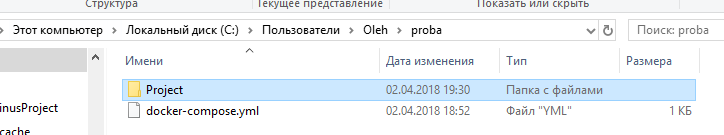 Структура
Текущее представление
Показать или скрыть
Этот компьютер › Локальный диск (C:) › Пользователи › Oleh › proba
Поиск: proba
Имени
Дата изменения
Тип
Размера
Project
02.04.2018 19:30
Папка с файлами
docker-compose.yml
02.04.2018 18:52
Файл "YML"
1 КБ
inusProject
cache